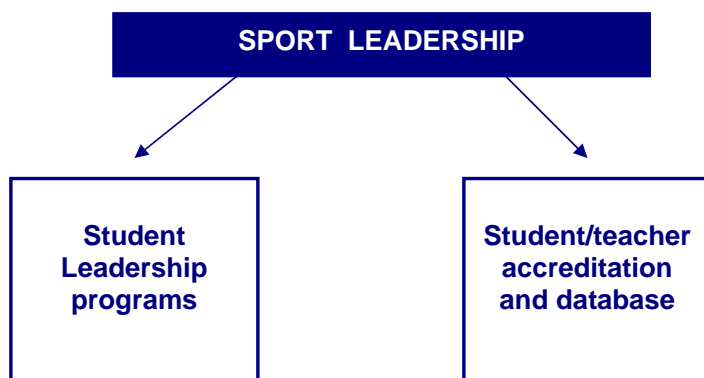 SPORT LEADERSHIP
Student
Leadership
programs
Student/teacher
accreditation
and database